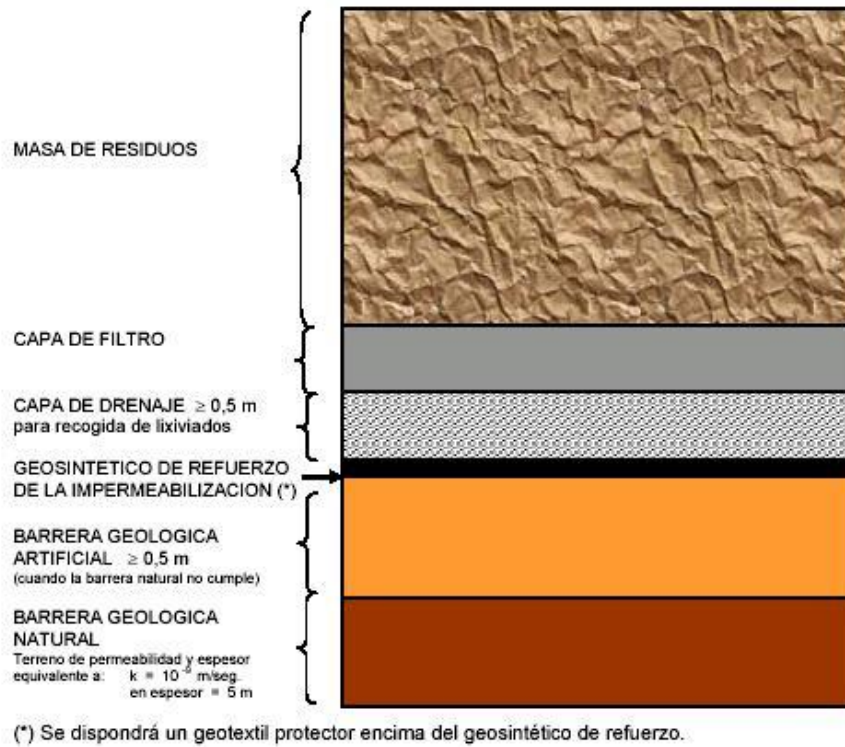 MASA DE RESIDUOS
CAPA DE FILTRO
CAPA DE DRENAJE ≥ 0,5 m
para recogida de lixiviados
GEOSINTETICO DE REFUERZO
DE LA IMPERMEABILIZACION (*)
BARRERA GEOLOGICA
ARTIFICIAL ≥ 0,5 m
(cuando la barrera natural no cumple)
BARRERA GEOLOGICA
NATURAL
Terreno de permeabilidad y espesor
equivalente a: k = 10⁻⁹ m/seg.
en espesor = 5 m
(*) Se dispondrá un geotextil protector encima del geosintético de refuerzo.